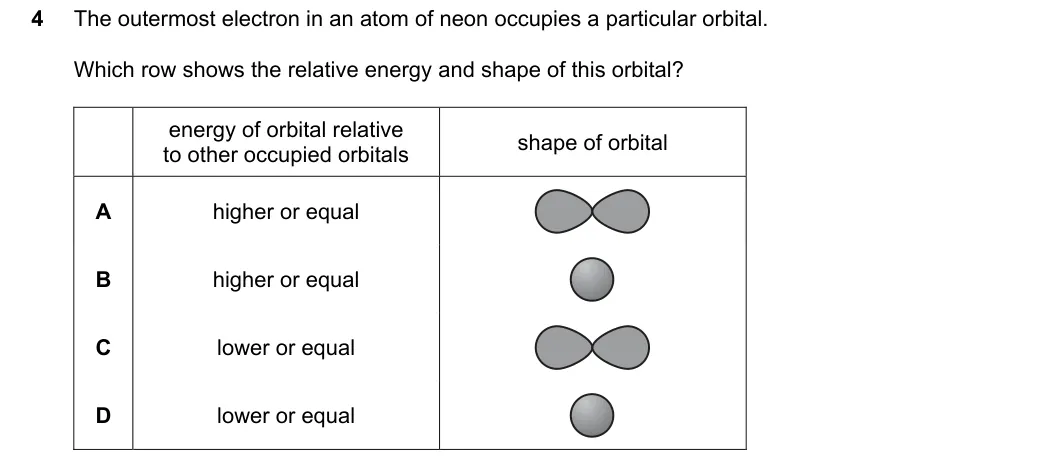 4 The outermost electron in an atom of neon occupies a particular orbital.
Which row shows the relative energy and shape of this orbital?
energy of orbital relative
to other occupied orbitals
shape of orbital
A higher or equal
B higher or equal
C lower or equal
D lower or equal